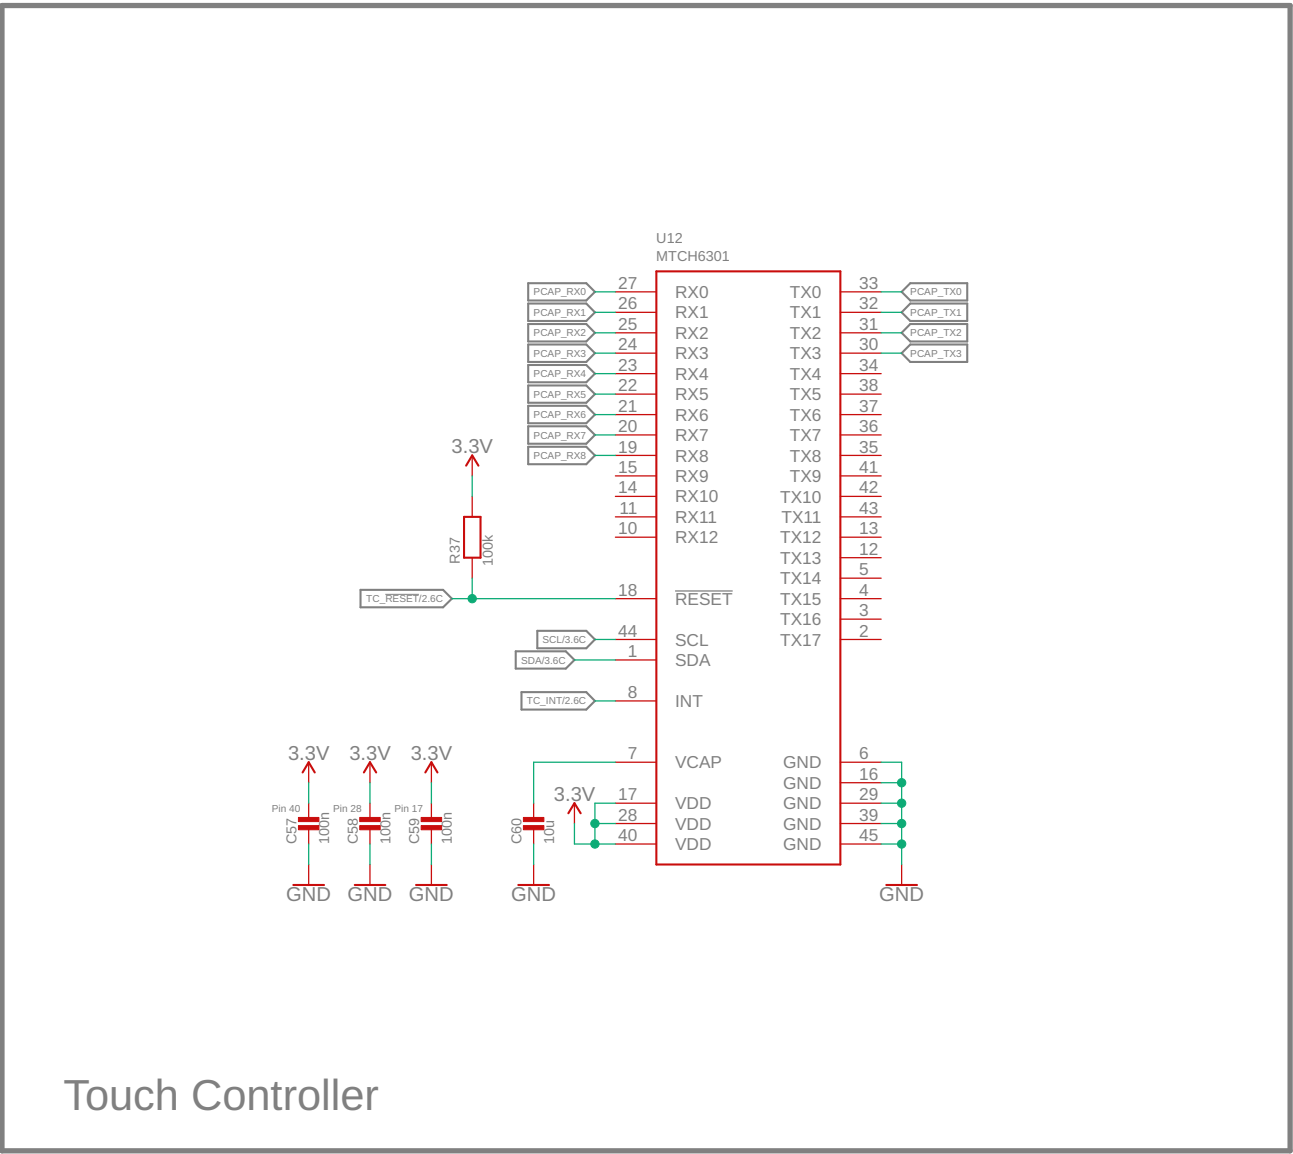 U12
MTCH6301
PCAP_RX0 27 RX0 TX0 33 PCAP_TX0
PCAP_RX1 26 RX1 TX1 32 PCAP_TX1
PCAP_RX2 25 RX2 TX2 31 PCAP_TX2
PCAP_RX3 24 RX3 TX3 30 PCAP_TX3
PCAP_RX4 23 RX4 TX4 34
PCAP_RX5 22 RX5 TX5 38
PCAP_RX6 21 RX6 TX6 37
PCAP_RX7 20 RX7 TX7 36
PCAP_RX8 19 RX8 TX8 35
15 RX9 TX9 41
14 RX10 TX10 42
11 RX11 TX11 43
10 RX12 TX12 13
TX13 12
TX14 5
3.3V
R37
100k
TC_RESET/2.6C 18 RESET TX15 4
TX16 3
SCL/3.6C 44 SCL TX17 2
SDA/3.6C 1 SDA
TC_INT/2.6C 8 INT
7 VCAP GND 6
GND 16
3.3V 17 VDD GND 29
28 VDD GND 39
40 VDD GND 45
3.3V 3.3V 3.3V
Pin 40 Pin 28 Pin 17
C57 100n C58 100n C59 100n C60 10u
GND GND GND GND GND
Touch Controller